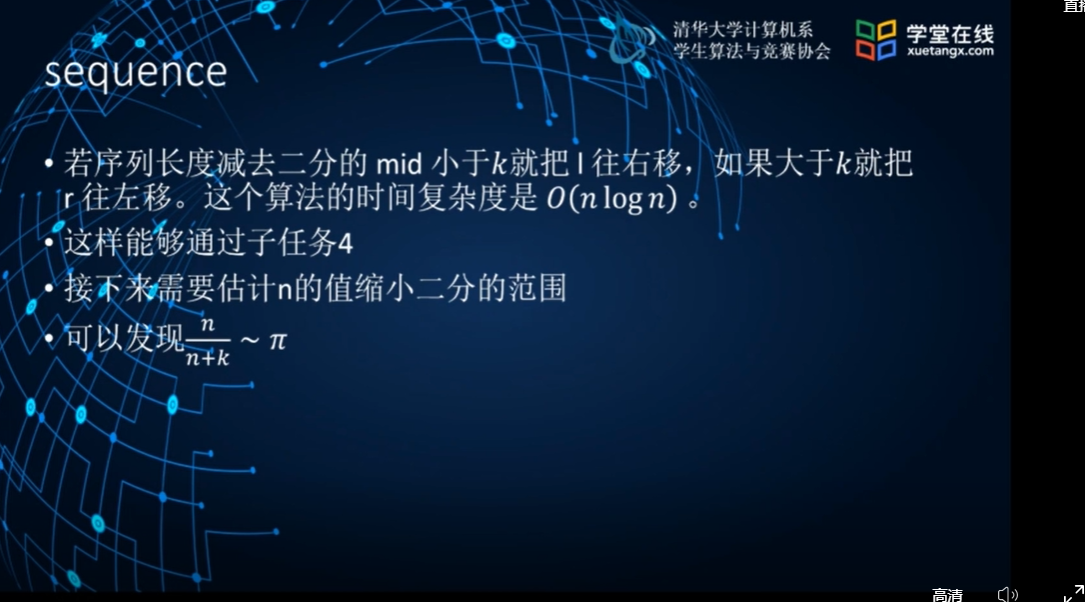 直播
清华大学计算机系
学生算法与竞赛协会
学堂在线
xuetangx.com
sequence
• 若序列长度减去二分的 mid 小于k就把 l 往右移，如果大于k就把
r 往左移。这个算法的时间复杂度是 O(n log n) 。
• 这样能够通过子任务4
• 接下来需要估计n的值缩小二分的范围
• 可以发现 n/(n+k) ~ π
高清